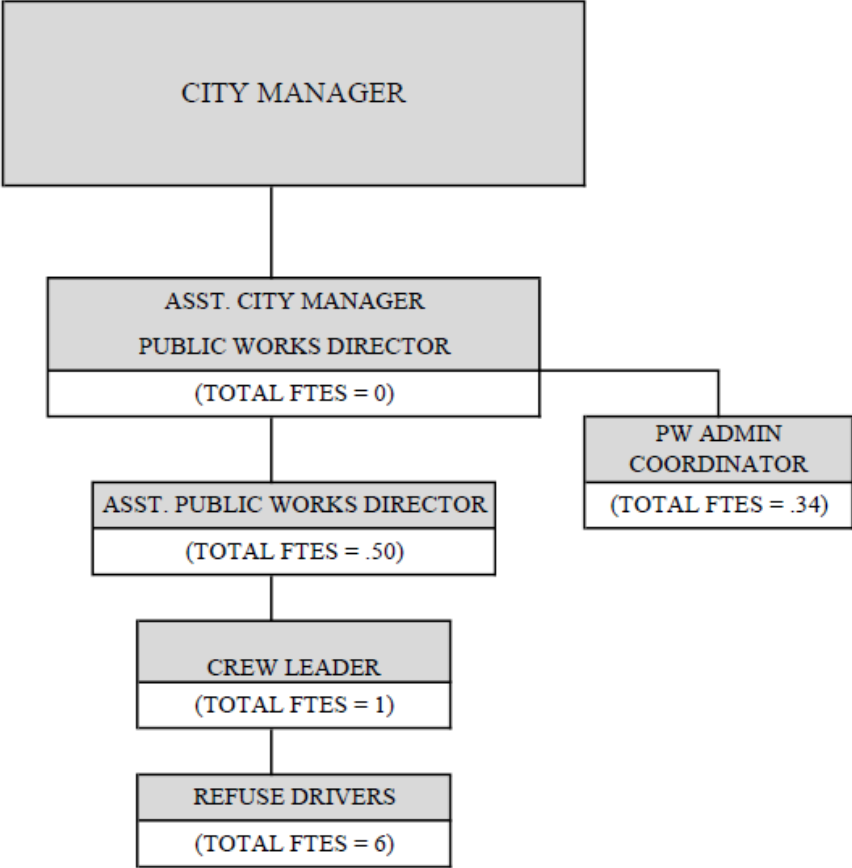 CITY MANAGER
ASST. CITY MANAGER
PUBLIC WORKS DIRECTOR
(TOTAL FTES = 0)
PW ADMIN
COORDINATOR
(TOTAL FTES = .34)
ASST. PUBLIC WORKS DIRECTOR
(TOTAL FTES = .50)
CREW LEADER
(TOTAL FTES = 1)
REFUSE DRIVERS
(TOTAL FTES = 6)